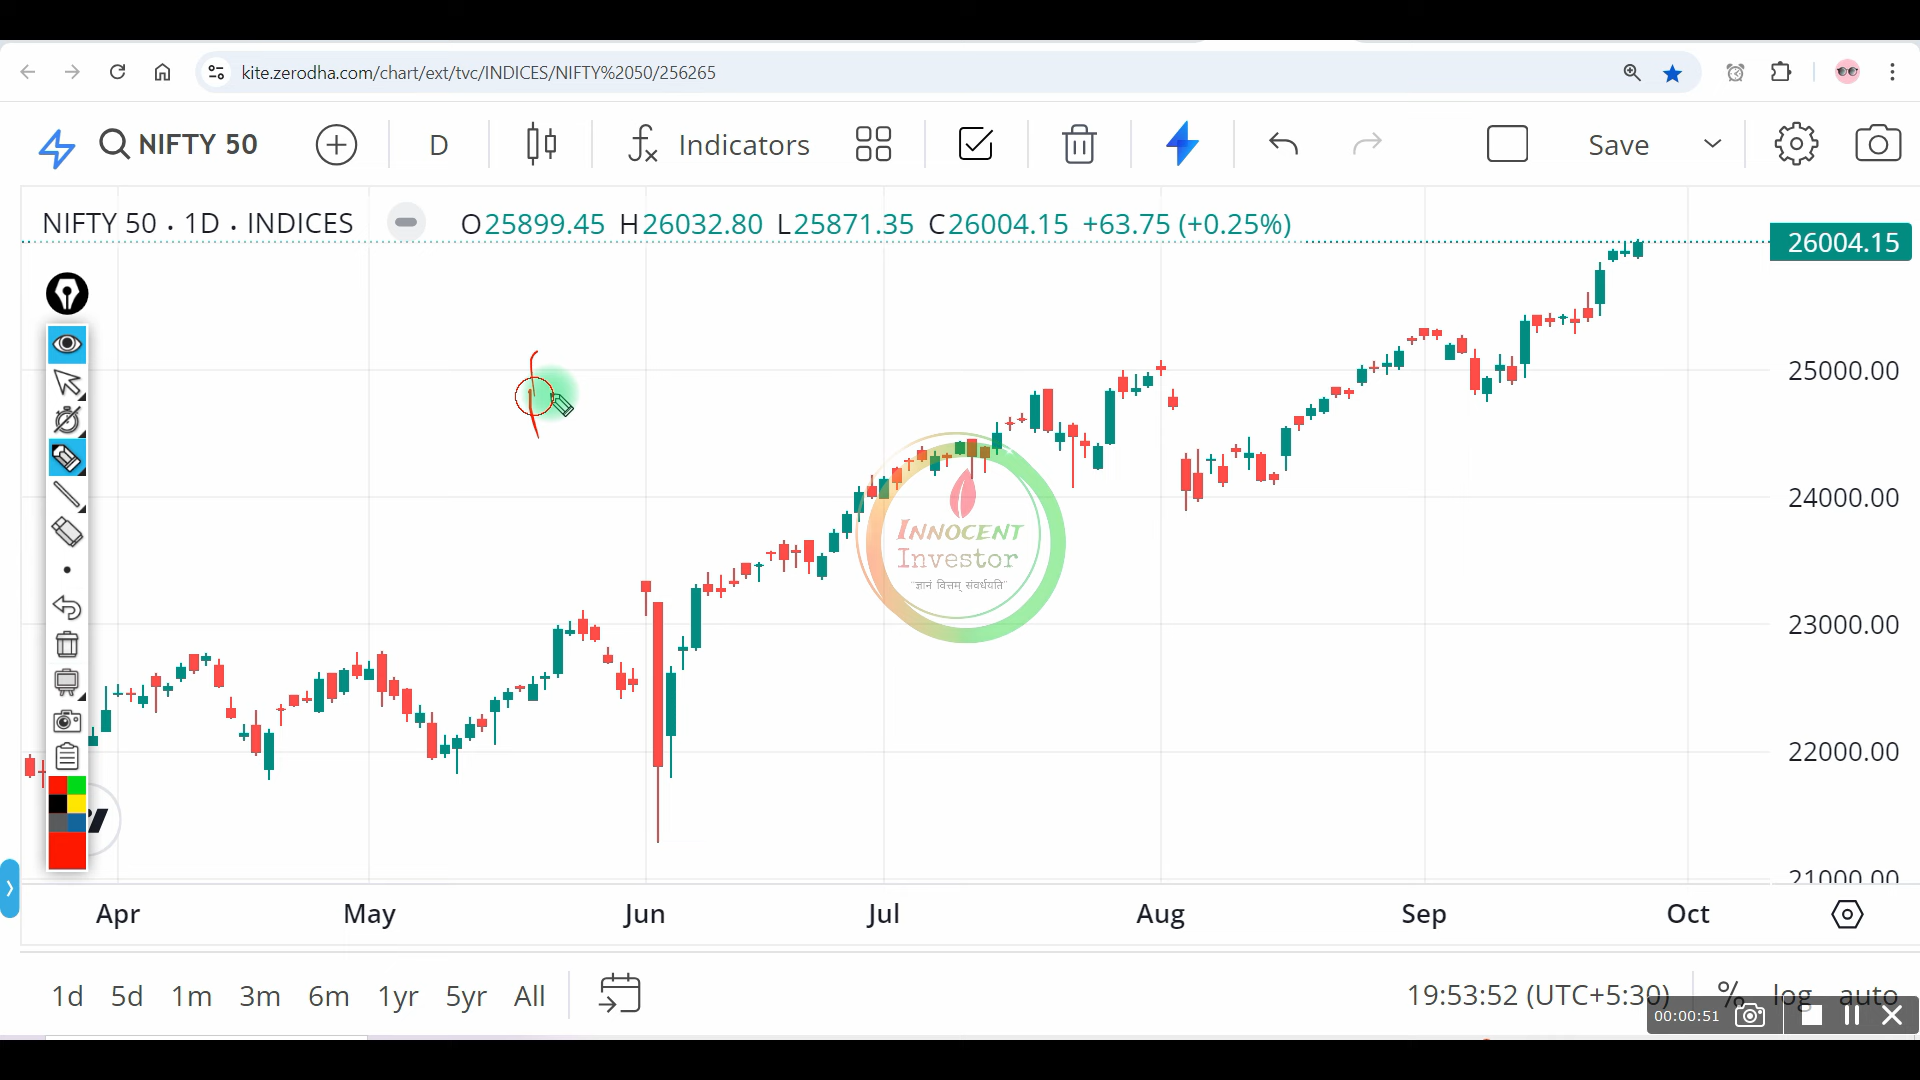 kite.zerodha.com/chart/ext/tvc/INDICES/NIFTY%2050/256265
NIFTY 50
D
Indicators
Save
NIFTY 50 · 1D · INDICES
O25899.45 H26032.80 L25871.35 C26004.15 +63.75 (+0.25%)
26004.15
25000.00
24000.00
INNOCENT
Investor
"ज्ञानं वित्तम् संवर्धयति"
23000.00
22000.00
21000.00
Apr May Jun Jul Aug Sep Oct
1d 5d 1m 3m 6m 1yr 5yr All
19:53:52 (UTC+5:30) % log auto
00:00:51